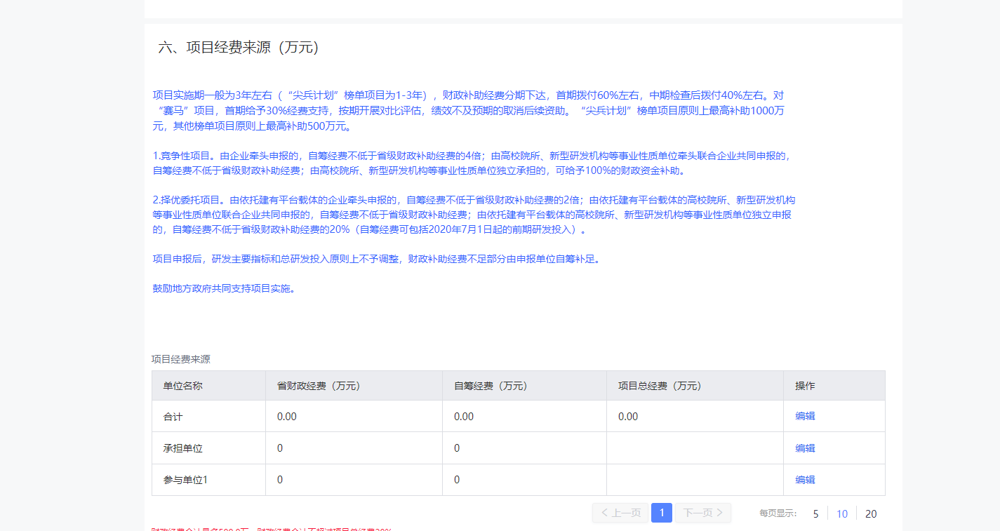 六、项目经费来源（万元）
项目实施期一般为3年左右（“尖兵计划”榜单项目为1-3年），财政补助经费分期下达，首期拨付60%左右，中期检查后拨付40%左右。对
“赛马”项目，首期给予30%经费支持，按期开展对比评估，绩效不及预期的取消后续资助。“尖兵计划”榜单项目原则上最高补助1000万
元，其他榜单项目原则上最高补助500万元。
1.竞争性项目。由企业牵头申报的，自筹经费不低于省级财政补助经费的4倍；由高校院所、新型研发机构等事业性质单位牵头联合企业共同申报的，
自筹经费不低于省级财政补助经费；由高校院所、新型研发机构等事业性质单位独立承担的，可给予100%的财政资金补助。
2.择优委托项目。由依托建有平台载体的企业牵头申报的，自筹经费不低于省级财政补助经费的2倍；由依托建有平台载体的高校院所、新型研发机构
等事业性质单位联合企业共同申报的，自筹经费不低于省级财政补助经费；由依托建有平台载体的高校院所、新型研发机构等事业性质单位独立申报
的，自筹经费不低于省级财政补助经费的20%（自筹经费可包括2020年7月1日起的前期研发投入）。
项目申报后，研发主要指标和总研发投入原则上不予调整，财政补助经费不足部分由申报单位自筹补足。
鼓励地方政府共同支持项目实施。
项目经费来源
单位名称 省财政经费（万元） 自筹经费（万元） 项目总经费（万元） 操作
合计 0.00 0.00 0.00 编辑
承担单位 0 0 编辑
参与单位1 0 0 编辑
上一页 1 下一页 每页显示: 5 10 20